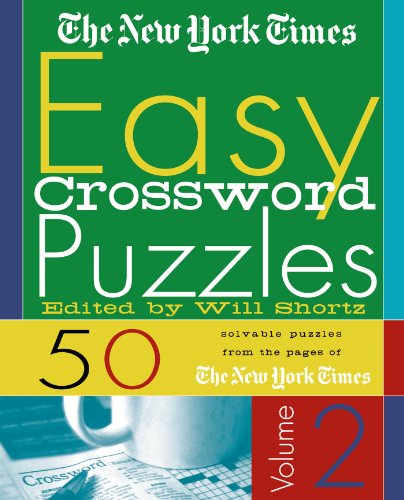 The New York Times
Easy
Crossword
Puzzles
Edited by Will Shortz
50
solvable puzzles
from the pages of
The New York Times
Volume 2
Crossword